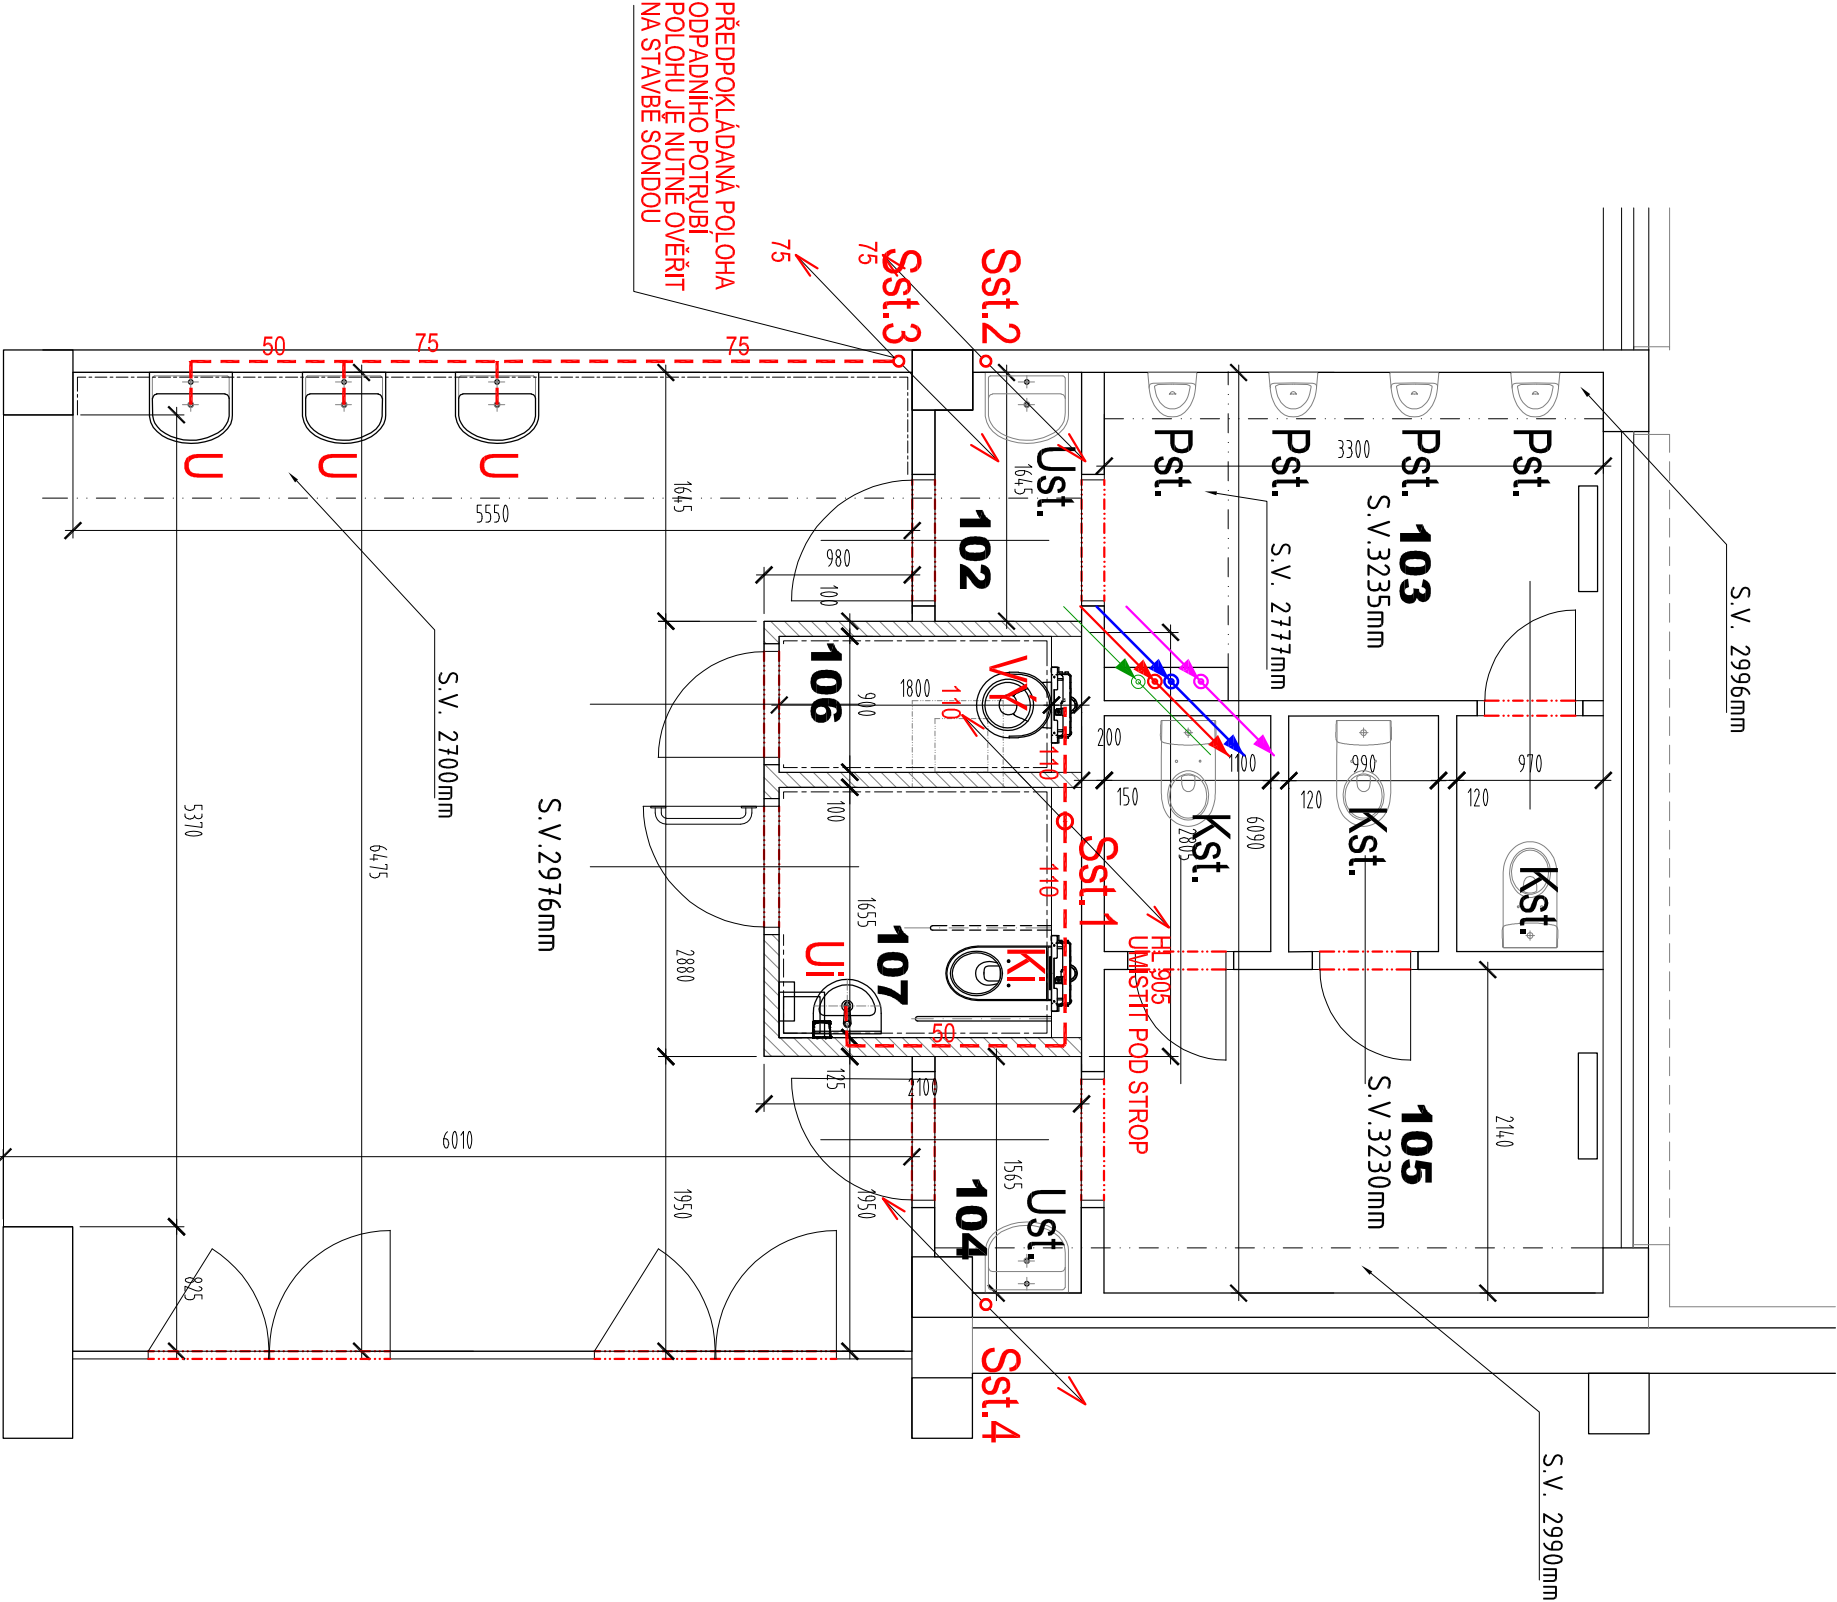 PŘEDPOKLÁDANÁ POLOHA
ODPADNÍHO POTRUBÍ
POLOHU JE NUTNÉ OVĚŘIT
NA STAVBĚ SONDOU
75
75
Sst.3
Sst.2
50
75
75
U
U
U
Ust.
1645
Pst.
Pst.
Pst.
Pst.
3300
103
S.V.3235mm
S.V. 2777mm
S.V. 2996mm
5550
1645
980
100
102
S.V. 2700mm
106
1800
900
VY
110
110
200
150
1100
990
970
120
120
6090
2805
Kst.
Kst.
Kst.
5370
6475
S.V.2976mm
100
1655
2880
110
Sst.1
HL 905
UMÍSTIT POD STROP
Ui
107
Ki
50
125
2100
6010
1565
1950
1950
104
Ust.
105
S.V.3230mm
2140
825
Sst.4
S.V. 2990mm